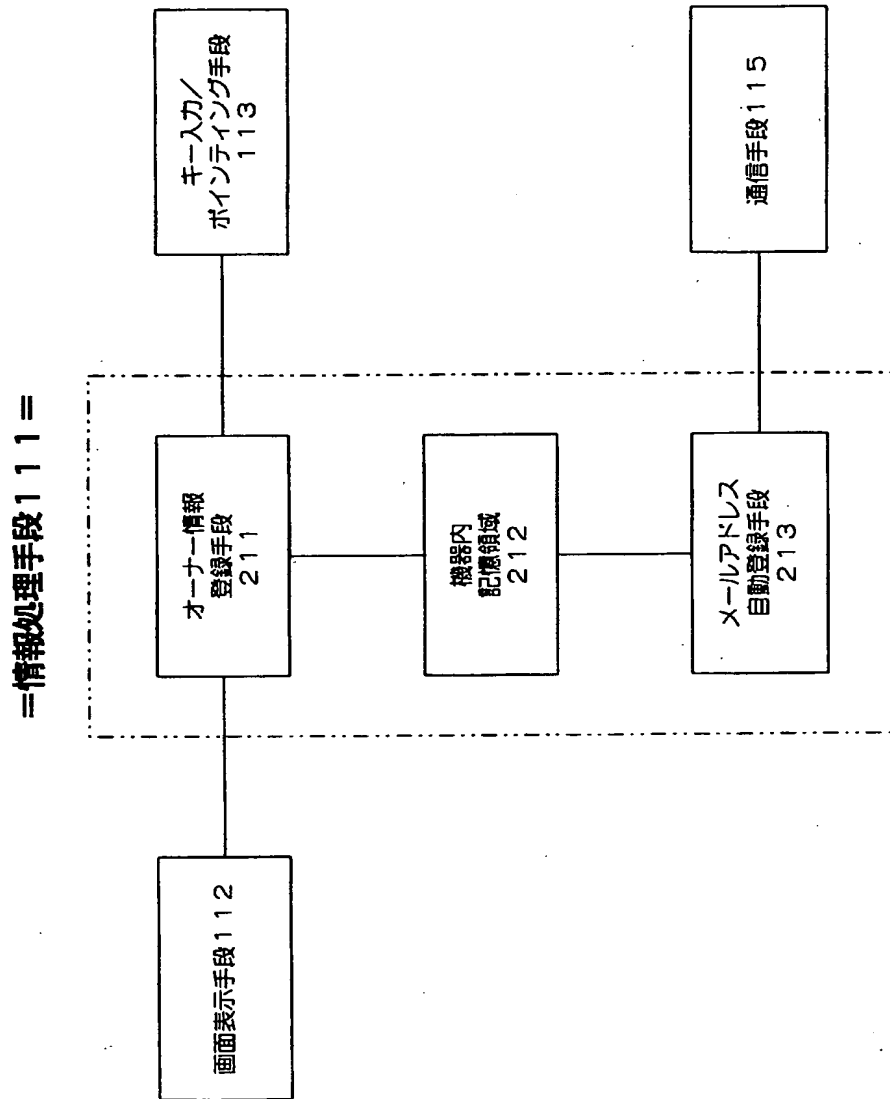 =情報処理手段111=
画面表示手段112
オーナー情報
登録手段
211
キー入力/
ポインティング手段
113
機器内
記憶領域
212
メールアドレス
自動登録手段
213
通信手段115